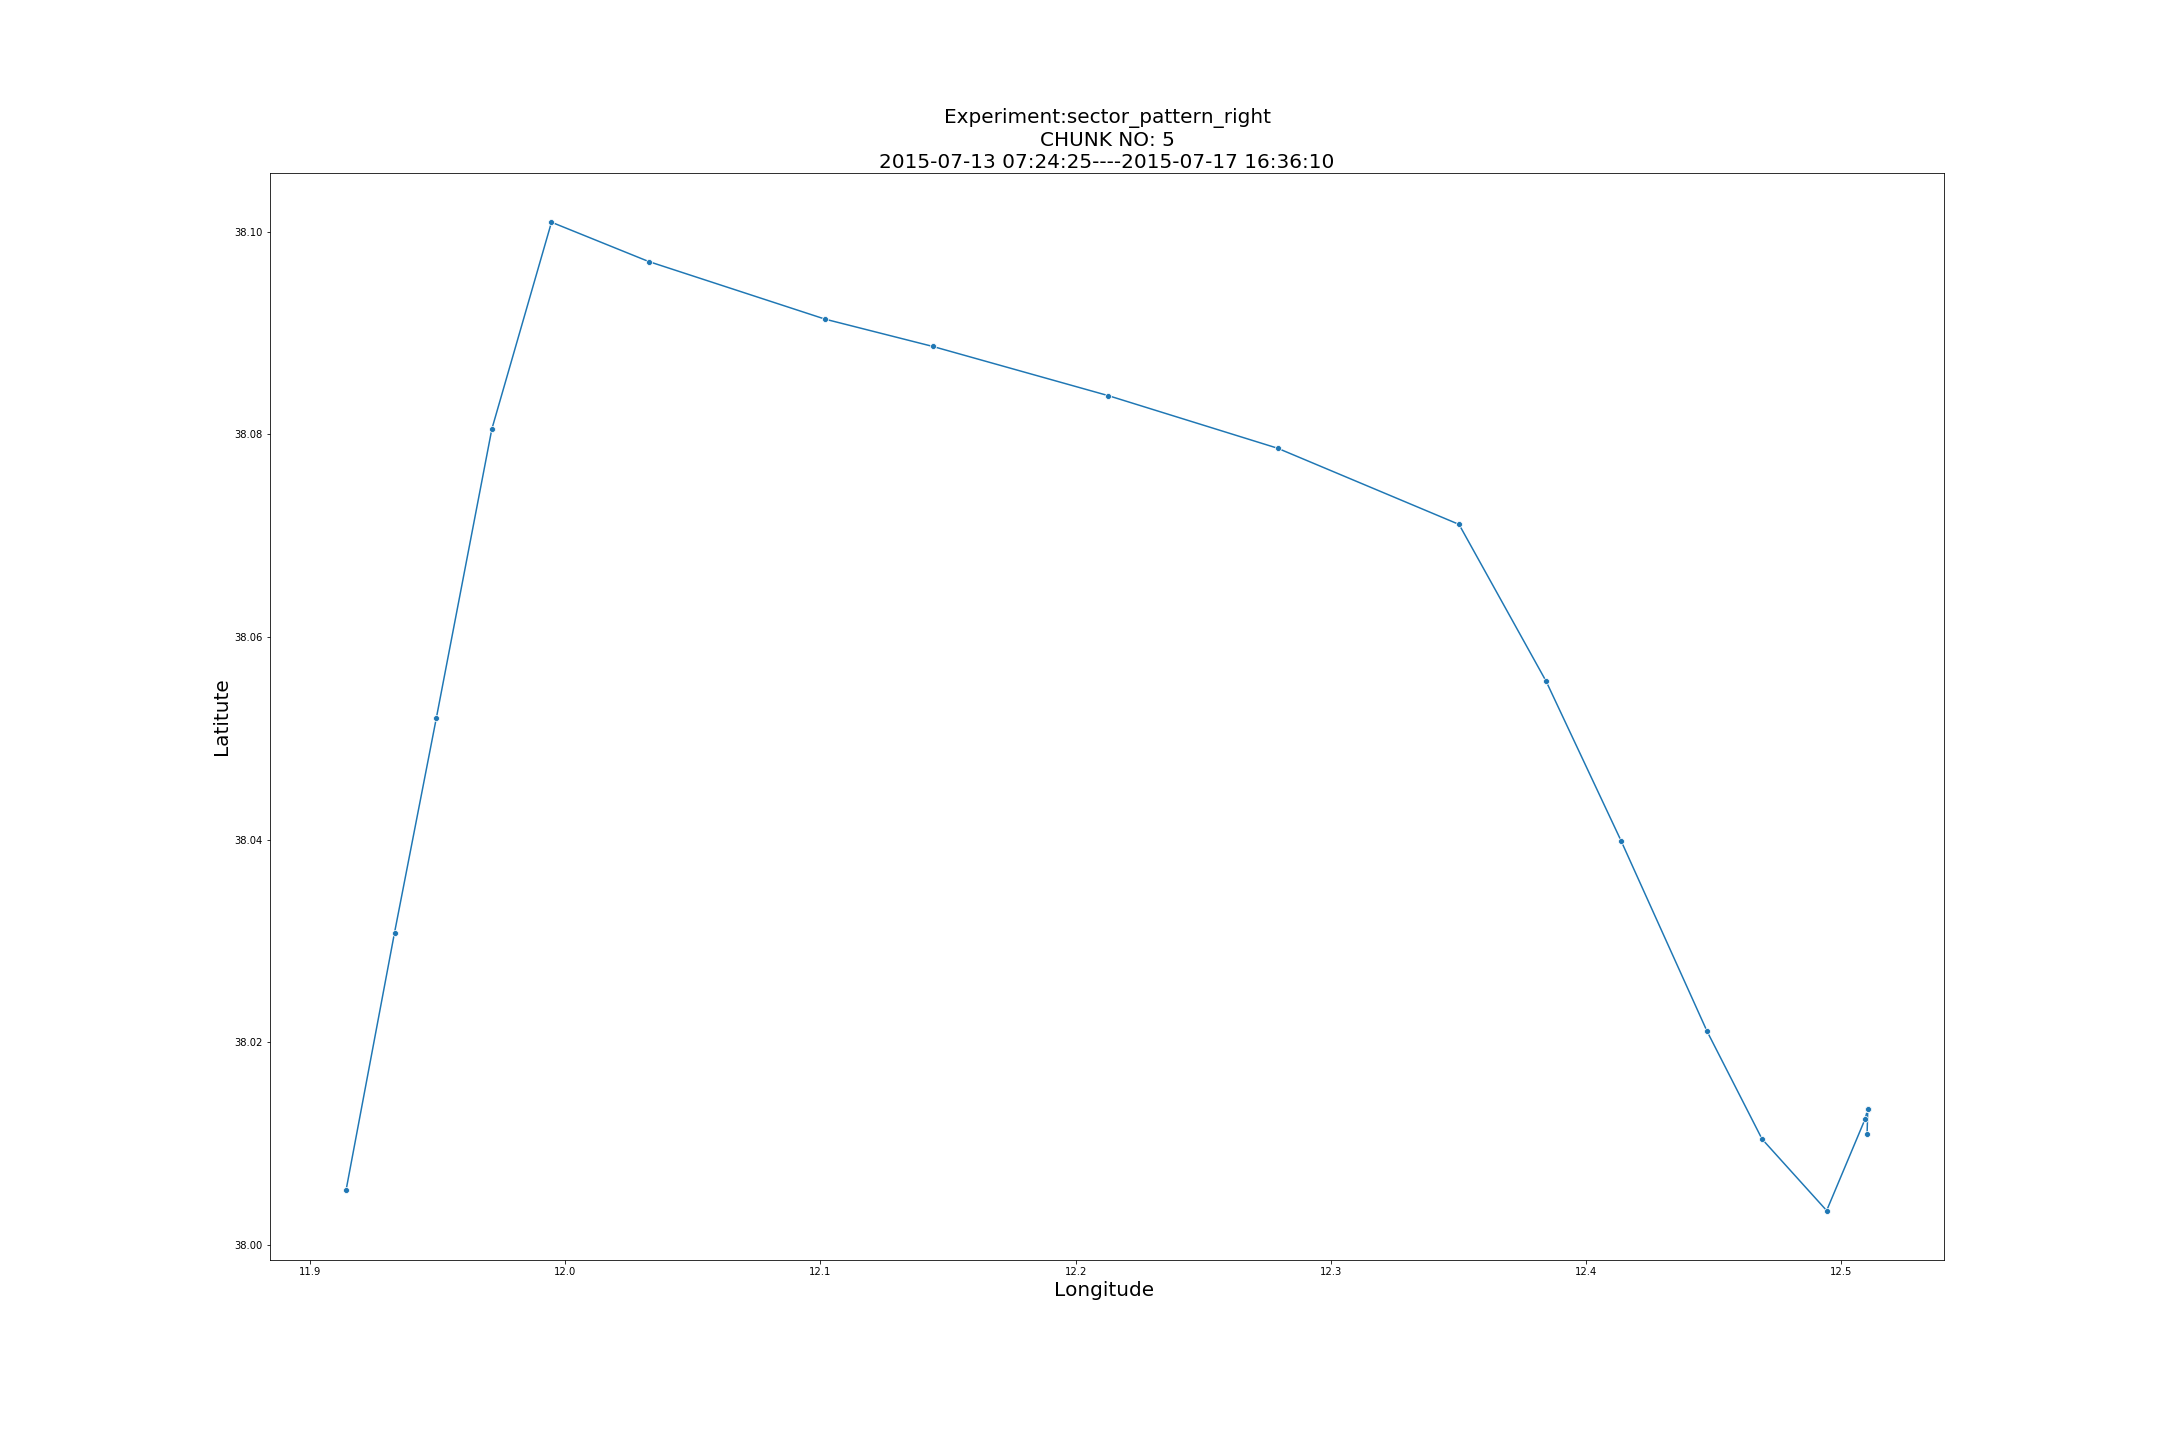 Experiment:sector_pattern_right
CHUNK NO: 5
2015-07-13 07:24:25----2015-07-17 16:36:10
38.10
38.08
38.06
38.04
38.02
38.00
Latitute
11.9 12.0 12.1 12.2 12.3 12.4 12.5
Longitude